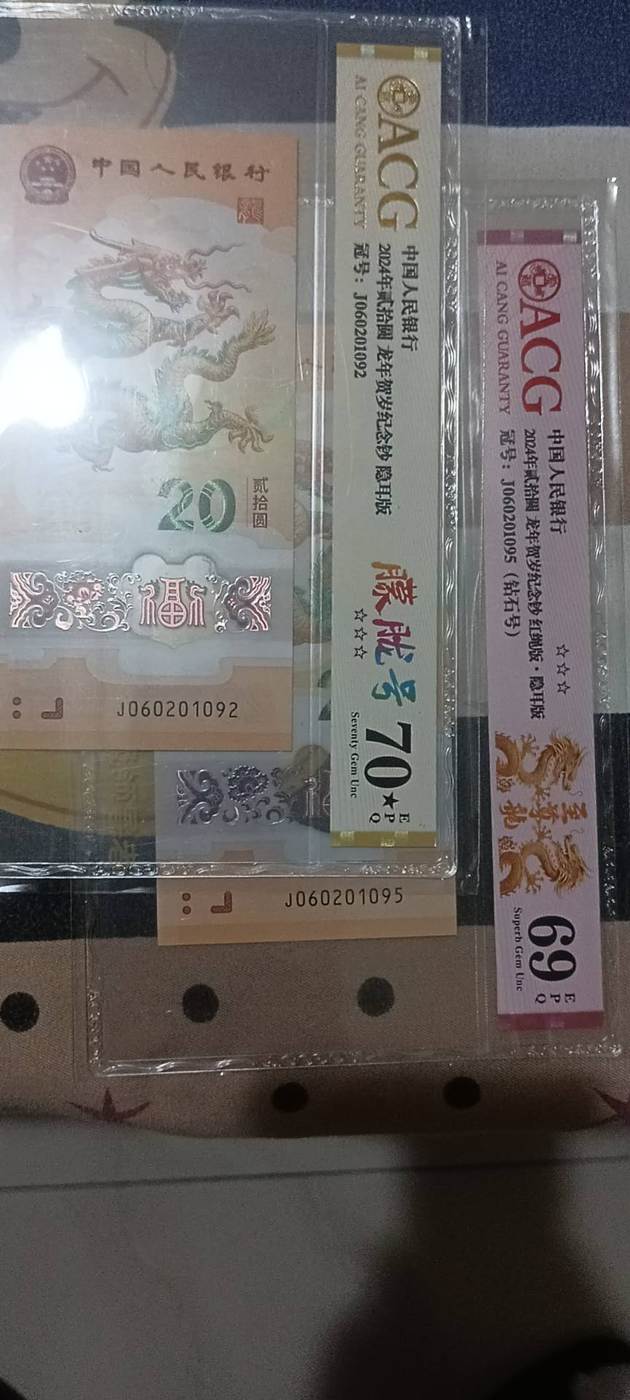 中国人民银行
20
贰拾圆
J060201092
ACG
AI CANG GUARANTY
中国人民银行
2024年贰拾圆 龙年贺岁纪念钞 隐耳版
冠号：J060201092
朦胧号
☆☆☆
70★
EPQ
Seventy Gem Unc
J060201095
ACG
AI CANG GUARANTY
中国人民银行
2024年贰拾圆 龙年贺岁纪念钞 红绳版·隐耳版
冠号：J060201095（钻石号）
☆☆☆
至尊龙
69
EPQ
Superb Gem Unc